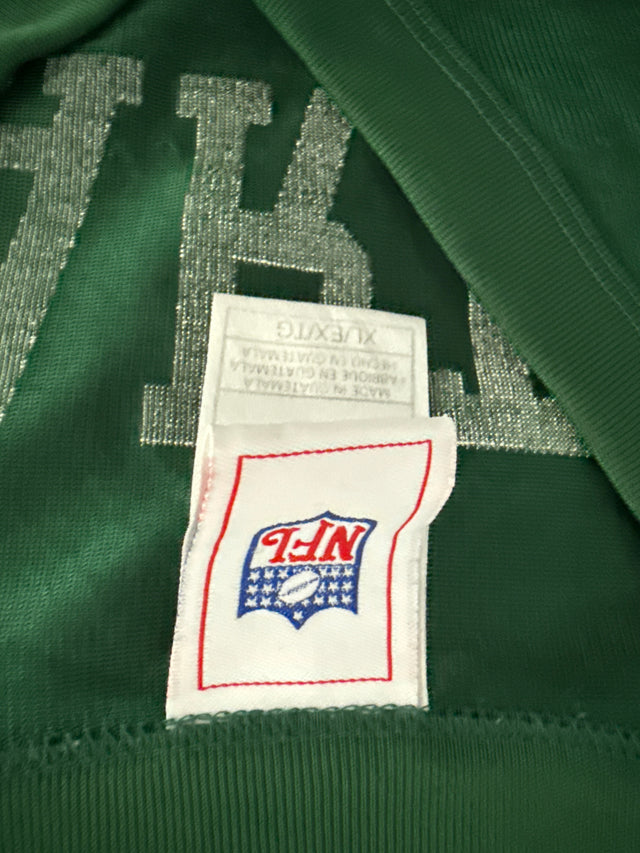 NFL
MADE IN GUATEMALA
FABRIQUE EN GUATEMALA
HECHO EN GUATEMALA
XL/EX/TG